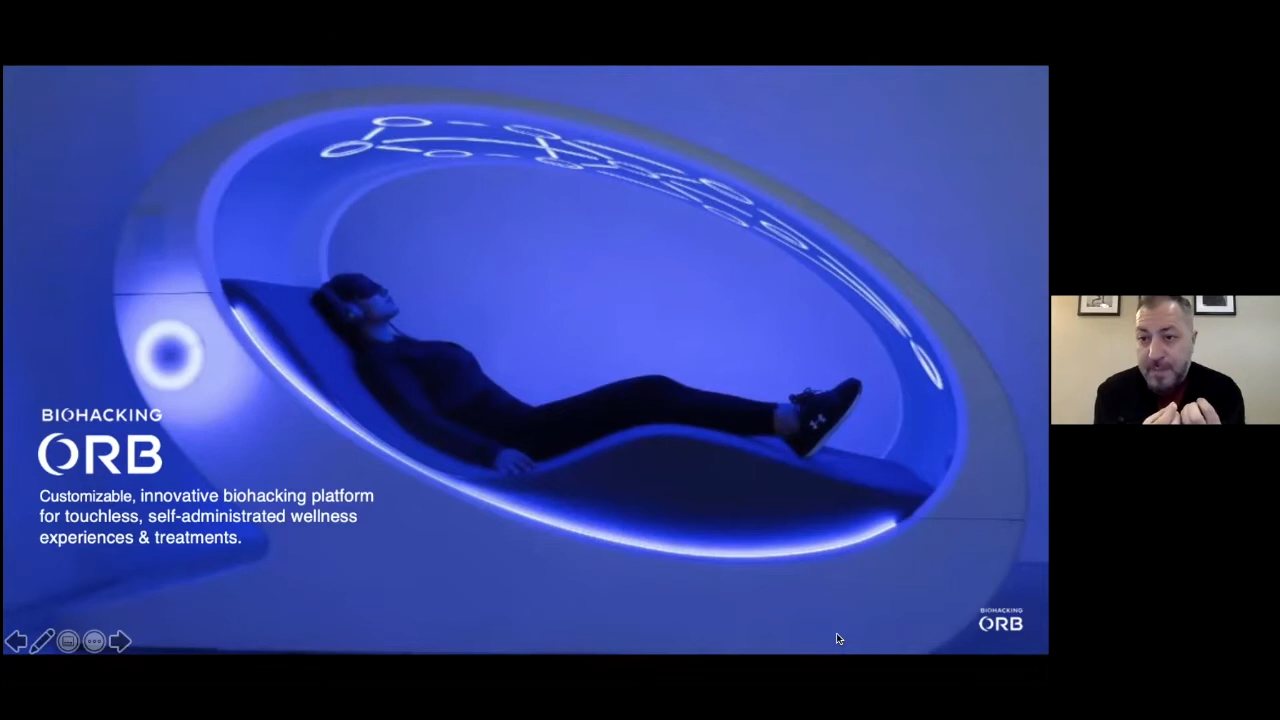 BIOHACKING
ORB
Customizable, innovative biohacking platform
for touchless, self-administrated wellness
experiences & treatments.
BIOHACKING
ORB